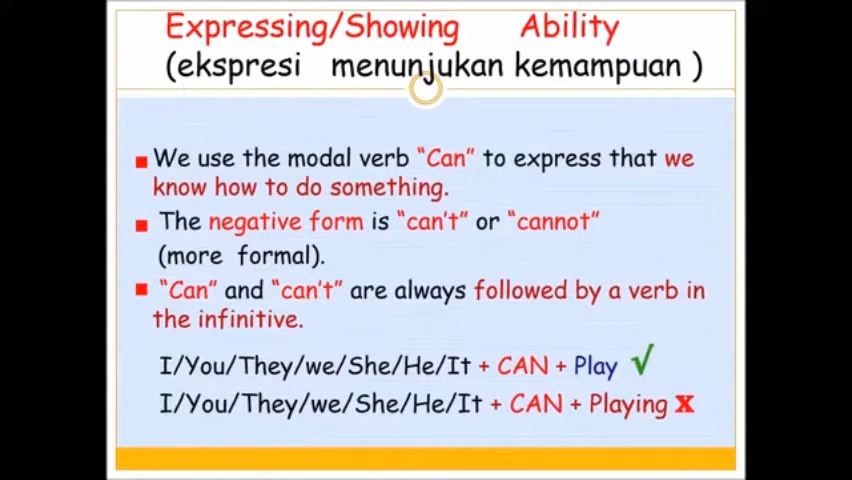 Expressing/Showing Ability
(ekspresi menunjukan kemampuan )
We use the modal verb "Can" to express that we
know how to do something.
The negative form is "can't" or "cannot"
(more formal).
"Can" and "can't" are always followed by a verb in
the infinitive.
I/You/They/we/She/He/It + CAN + Play √
I/You/They/we/She/He/It + CAN + Playing x